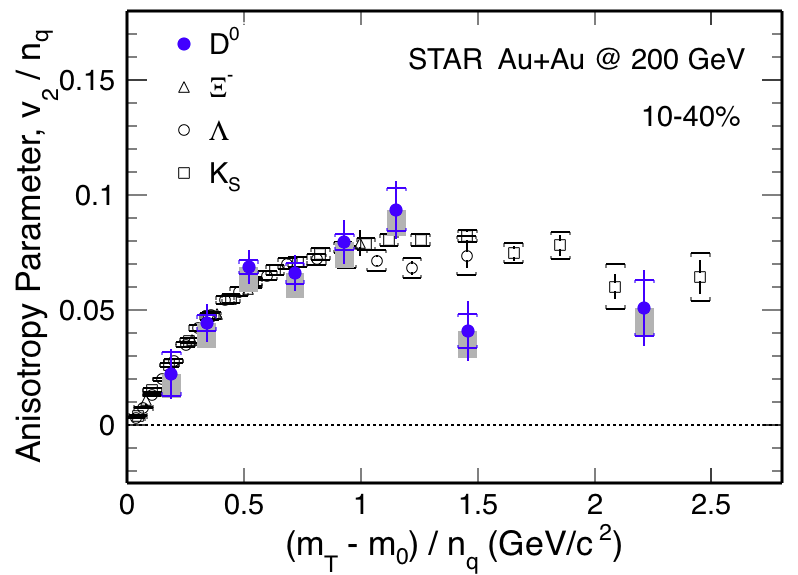 D⁰
Ξ⁻
Λ
K_S
STAR Au+Au @ 200 GeV
10-40%
Anisotropy Parameter, v₂ / n_q
0.15
0.1
0.05
0
0 0.5 1 1.5 2 2.5
(m_T - m₀) / n_q (GeV/c²)